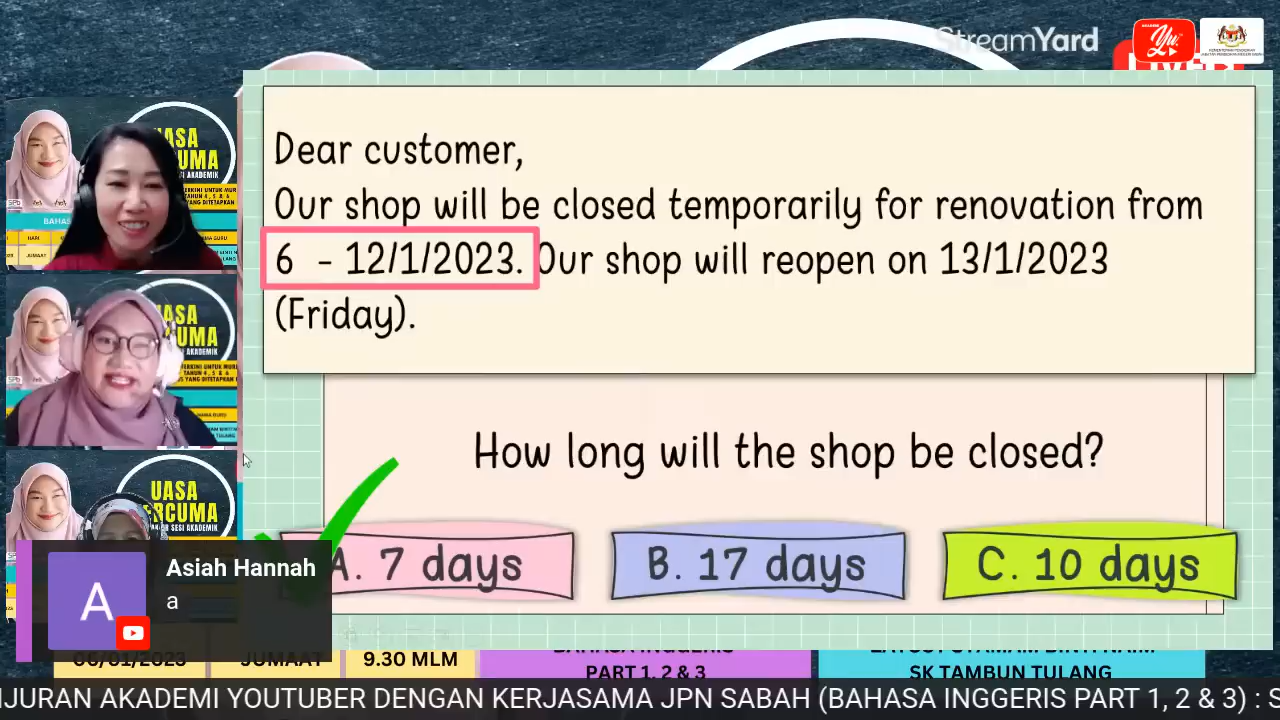 StreamYard
Dear customer,
Our shop will be closed temporarily for renovation from
6 - 12/1/2023. Our shop will reopen on 13/1/2023
(Friday).
How long will the shop be closed?
A. 7 days
B. 17 days
C. 10 days
Asiah Hannah
a
A
06/01/2023
JUMAAT
9.30 MLM
PART 1, 2 & 3
SK TAMBUN TULANG
NJURAN AKADEMI YOUTUBER DENGAN KERJASAMA JPN SABAH (BAHASA INGGERIS PART 1, 2 & 3) : S